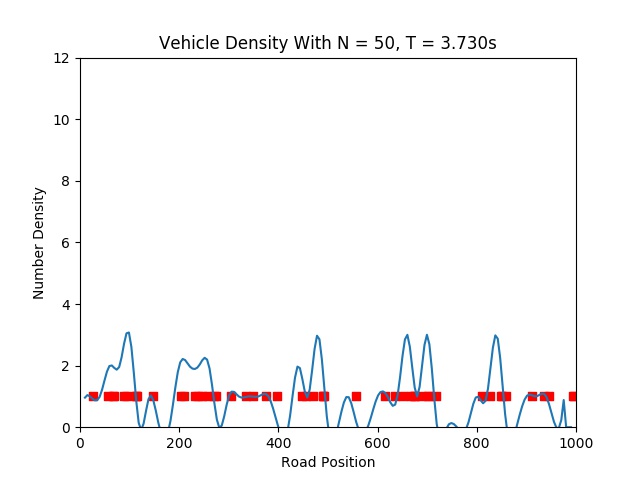 Vehicle Density With N = 50, T = 3.730s
12
10
8
6
4
2
0
Number Density
0 200 400 600 800 1000
Road Position